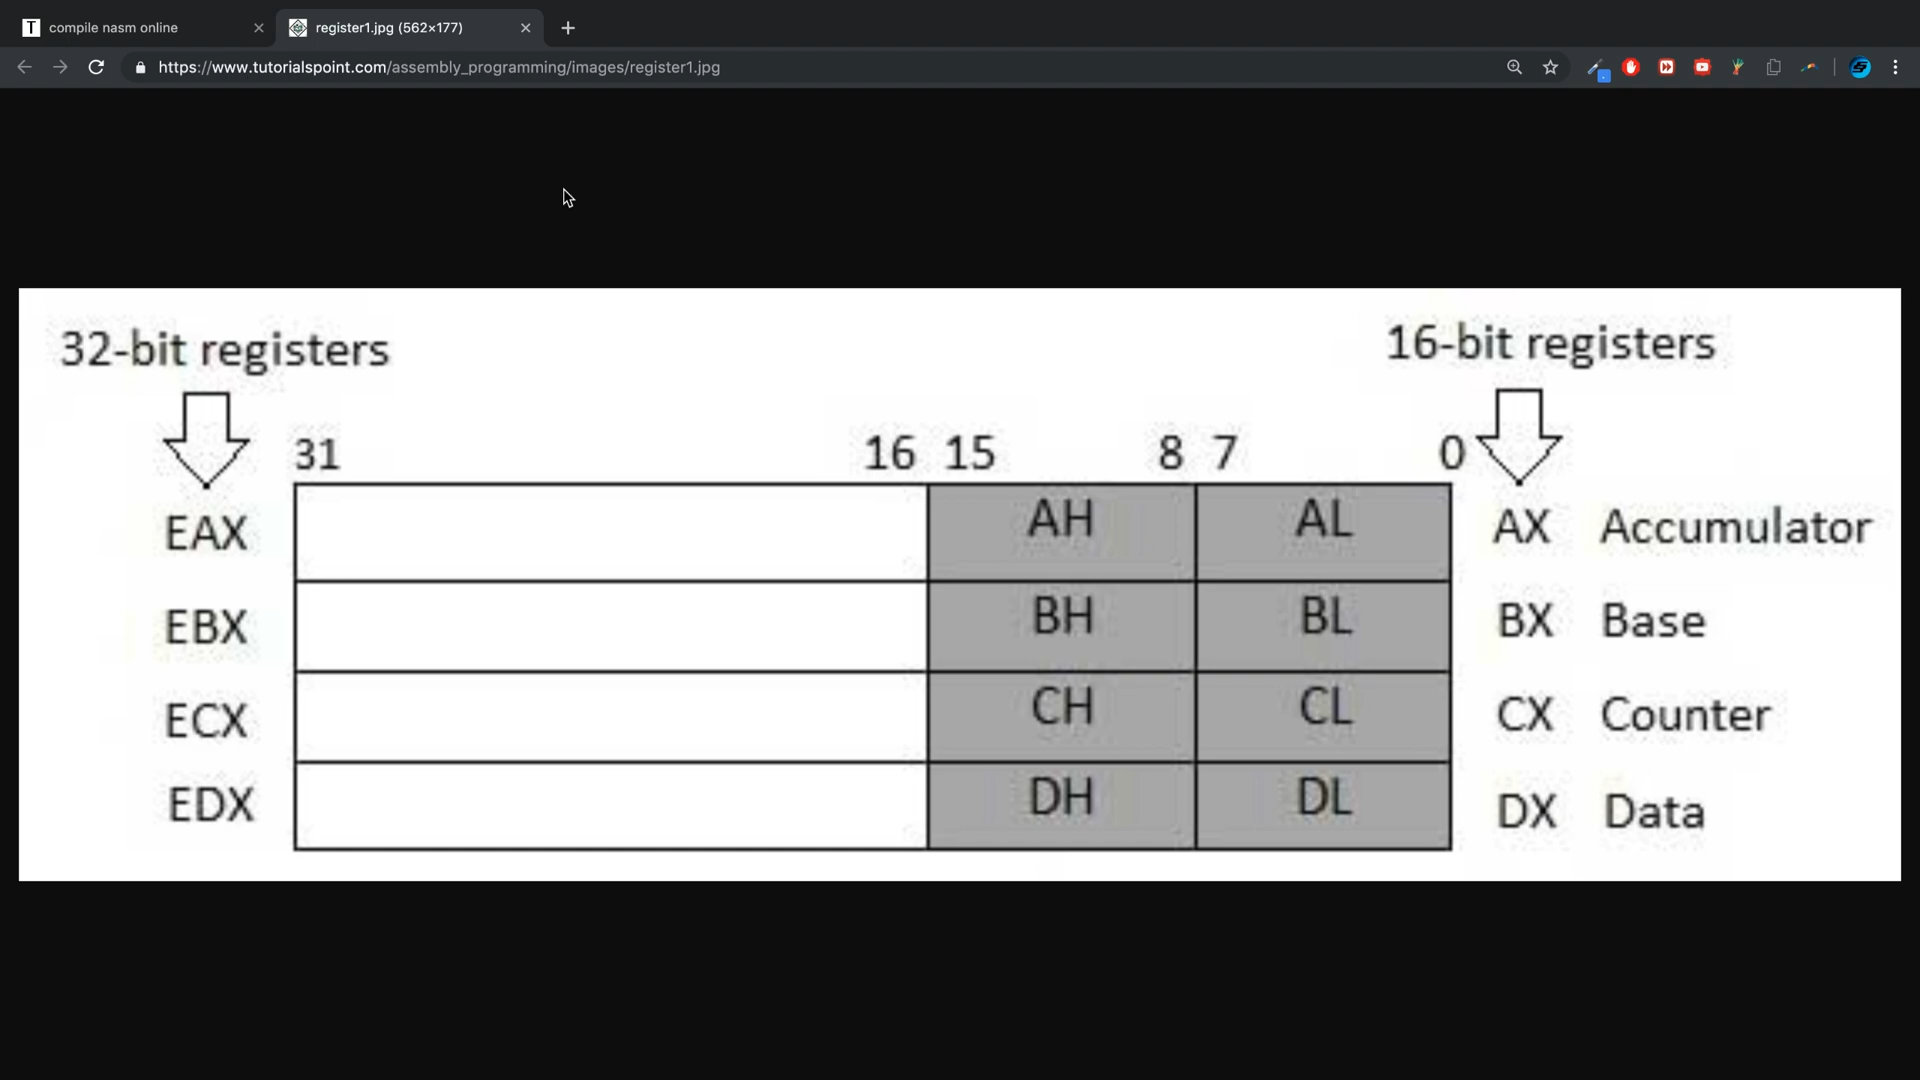 T compile nasm online
register1.jpg (562×177)
https://www.tutorialspoint.com/assembly_programming/images/register1.jpg
32-bit registers
16-bit registers
31 16 15 8 7 0
EAX AH AL AX Accumulator
EBX BH BL BX Base
ECX CH CL CX Counter
EDX DH DL DX Data